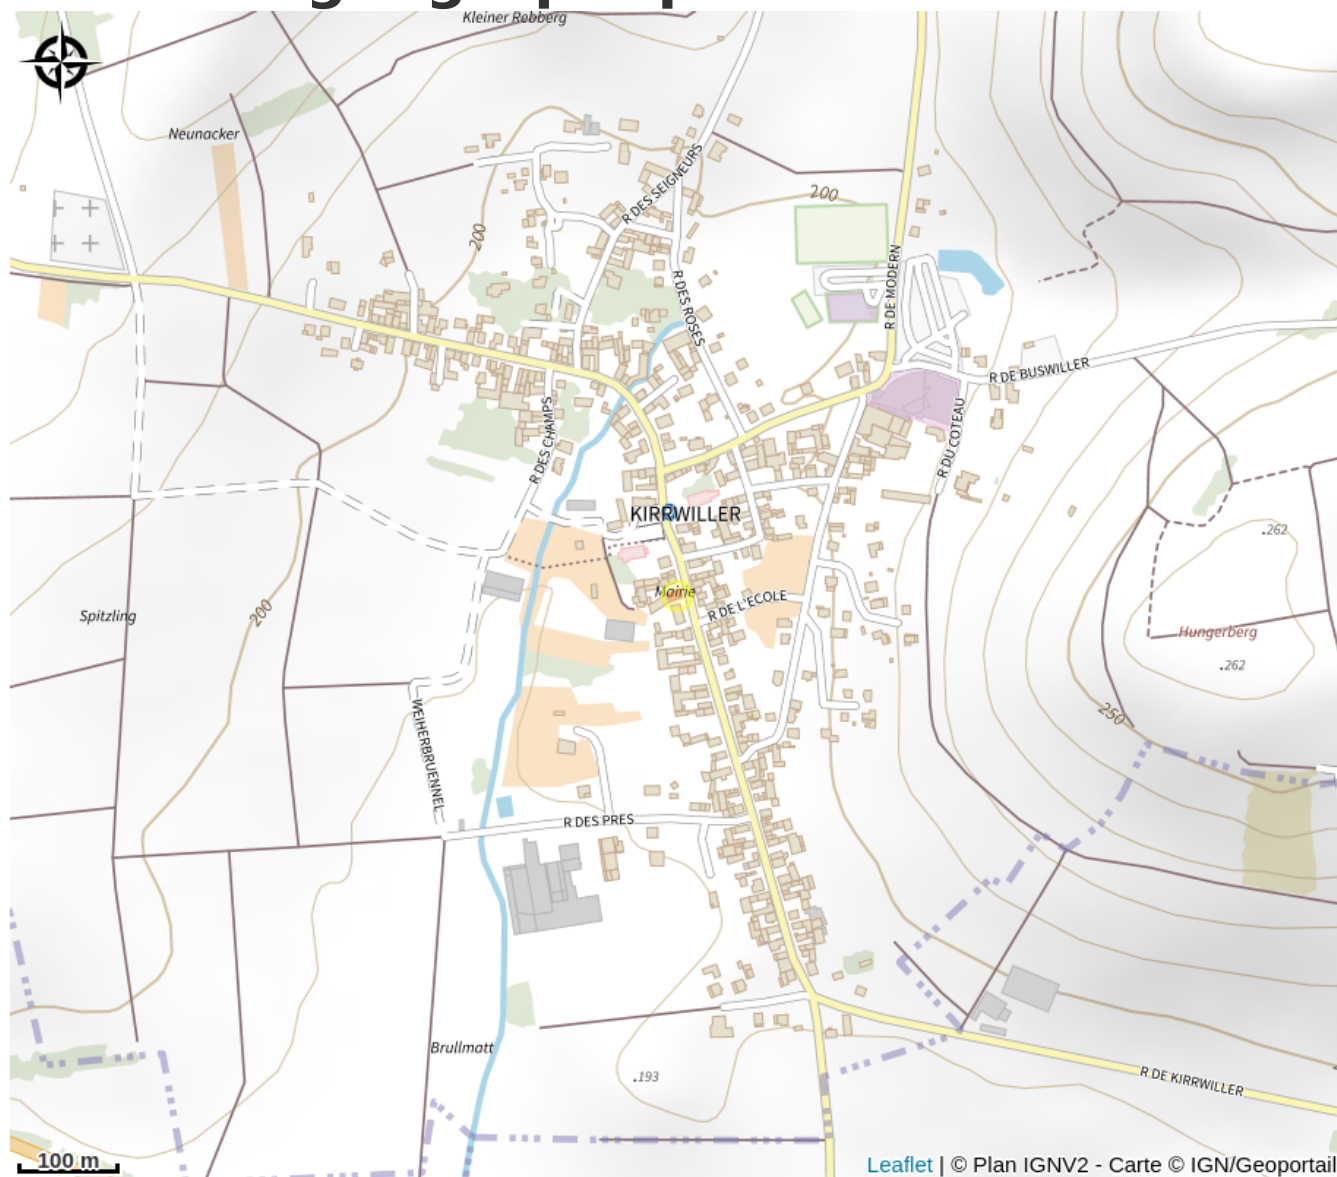 Kleiner Rebberg
Neunacker
R DES SEIGNEURS
200
200
R DE MODERN
R DES ROSES
R DE BUSWILLER
R DES CHAMPS
R DU COTEAU
KIRRWILLER
.262
Mairie
R DE L'ECOLE
200
Spitzling
Hungerberg
.262
250
WEIHERBRUENNEL
R DES PRES
Brullmatt
.193
R DE KIRRWILLER
100 m
Leaflet | © Plan IGNV2 - Carte © IGN/Geoportail